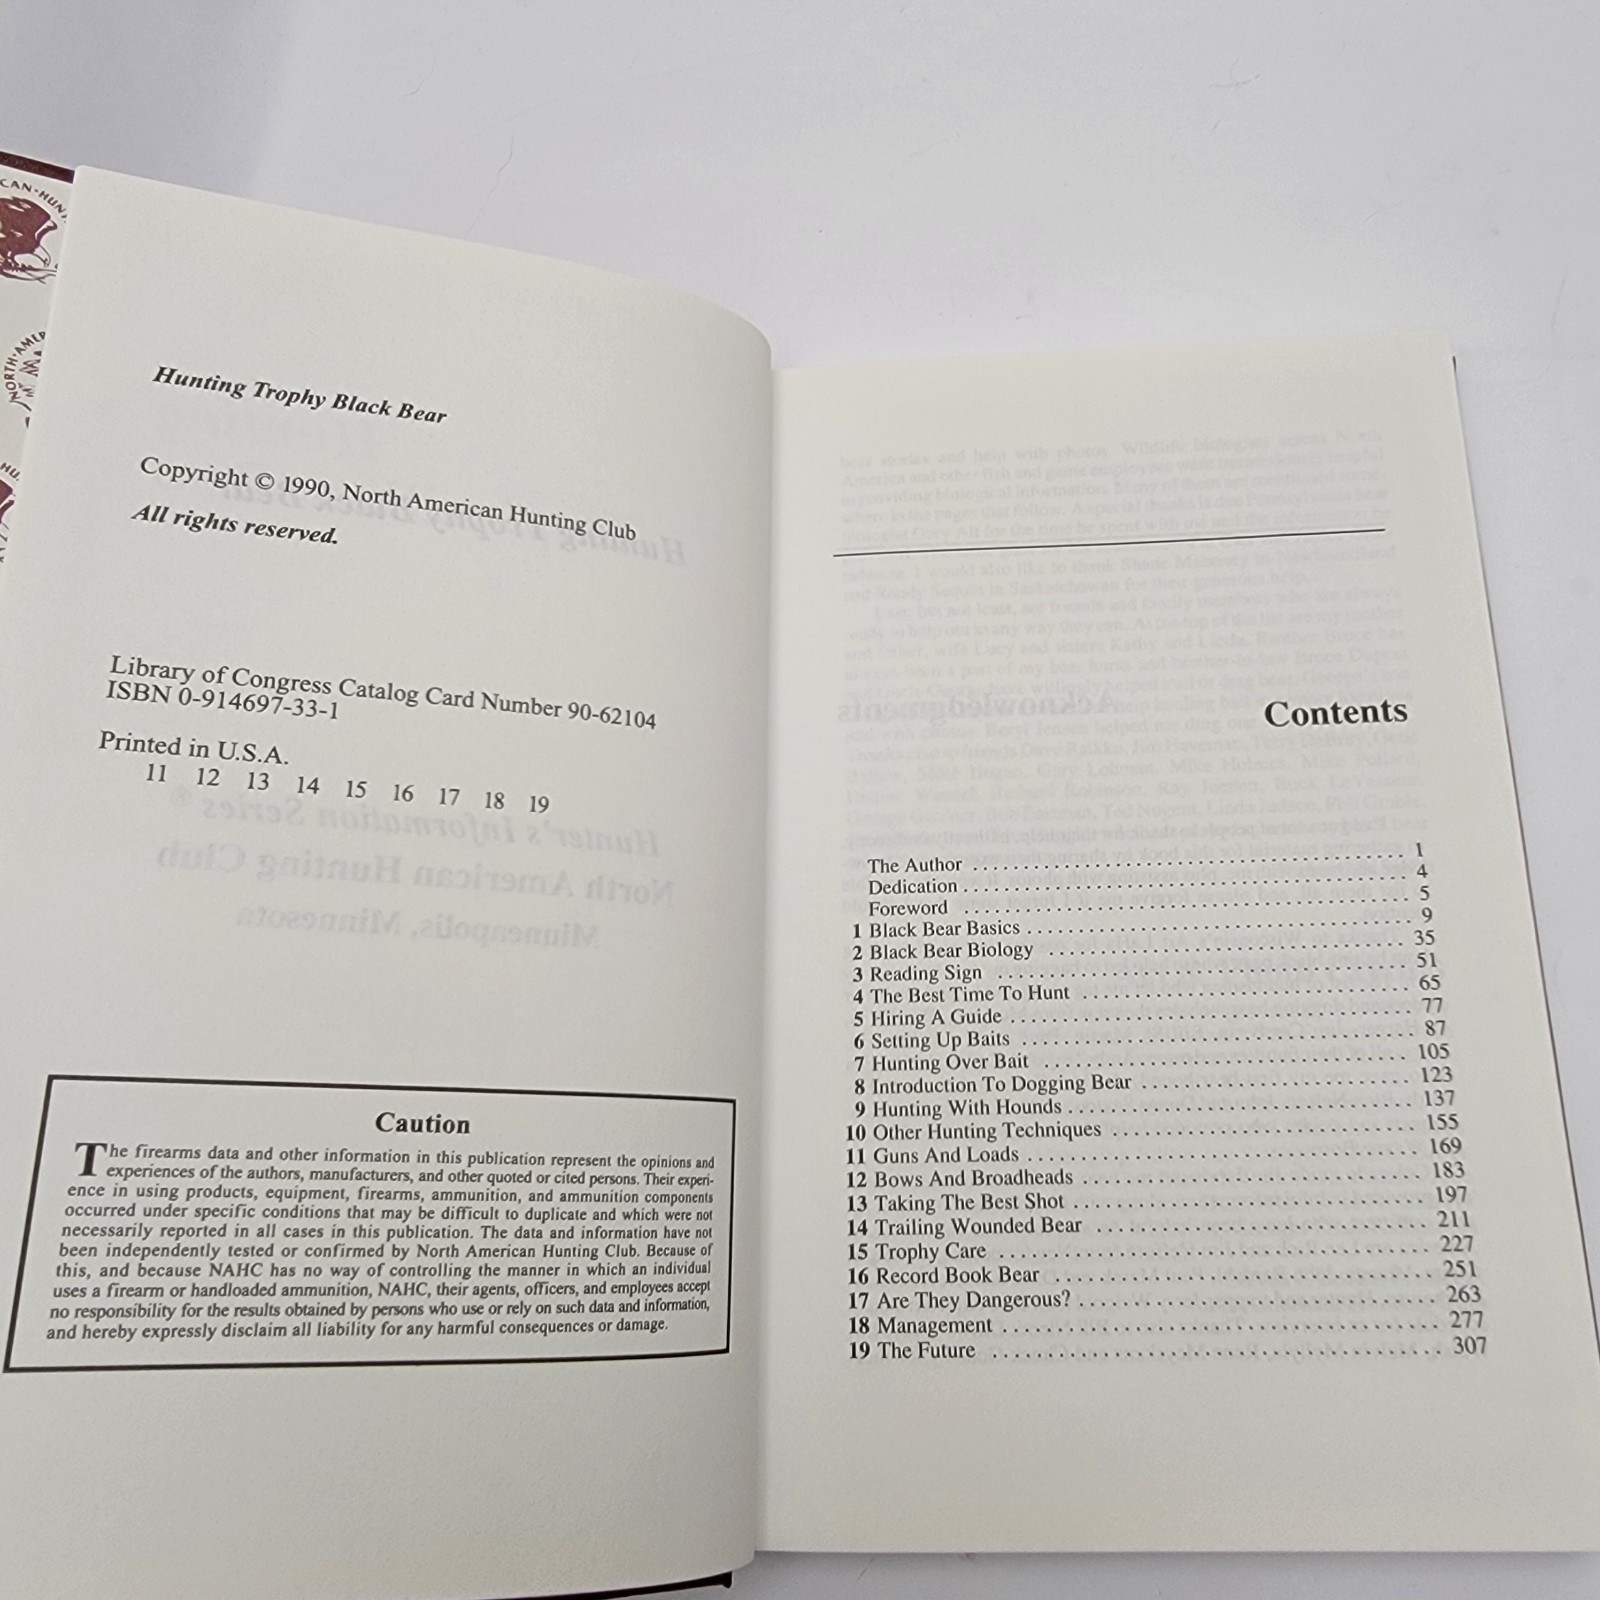 Hunting Trophy Black Bear
Copyright © 1990, North American Hunting Club
All rights reserved.
Library of Congress Catalog Card Number 90-62104
ISBN 0-914697-33-1
Printed in U.S.A.
11 12 13 14 15 16 17 18 19
Caution
The firearms data and other information in this publication represent the opinions and
experiences of the authors, manufacturers, and other quoted or cited persons. Their experi-
ence in using products, equipment, firearms, ammunition, and ammunition components
occurred under specific conditions that may be difficult to duplicate and which were not
necessarily reported in all cases in this publication. The data and information have not
been independently tested or confirmed by North American Hunting Club. Because of
this, and because NAHC has no way of controlling the manner in which an individual
uses a firearm or handloaded ammunition, NAHC, their agents, officers, and employees accept
no responsibility for the results obtained by persons who use or rely on such data and information,
and hereby expressly disclaim all liability for any harmful consequences or damage.
Contents
The Author 1
Dedication 4
Foreword 5
1 Black Bear Basics 9
2 Black Bear Biology 35
3 Reading Sign 51
4 The Best Time To Hunt 65
5 Hiring A Guide 77
6 Setting Up Baits 87
7 Hunting Over Bait 105
8 Introduction To Dogging Bear 123
9 Hunting With Hounds 137
10 Other Hunting Techniques 155
11 Guns And Loads 169
12 Bows And Broadheads 183
13 Taking The Best Shot 197
14 Trailing Wounded Bear 211
15 Trophy Care 227
16 Record Book Bear 251
17 Are They Dangerous? 263
18 Management 277
19 The Future 307